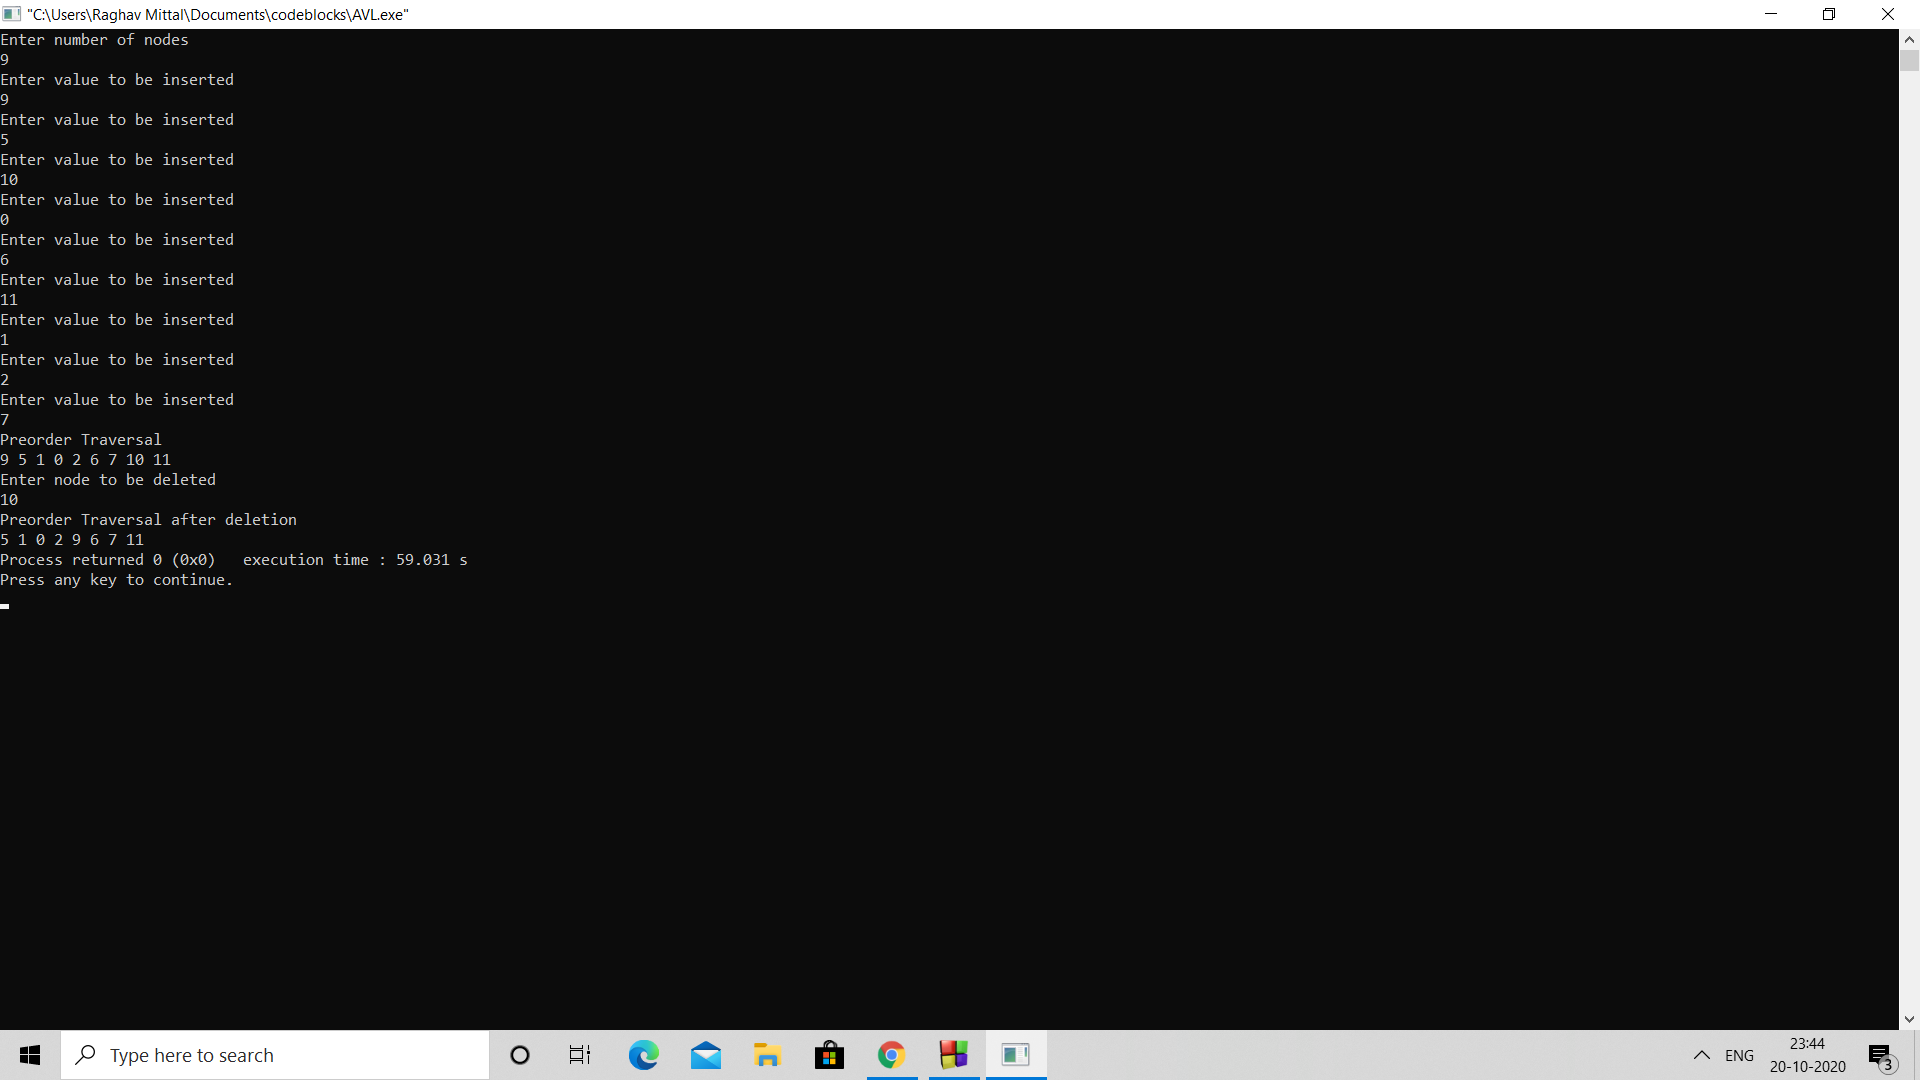 "C:\Users\Raghav Mittal\Documents\codeblocks\AVL.exe"
Enter number of nodes
9
Enter value to be inserted
9
Enter value to be inserted
5
Enter value to be inserted
10
Enter value to be inserted
0
Enter value to be inserted
6
Enter value to be inserted
11
Enter value to be inserted
1
Enter value to be inserted
2
Enter value to be inserted
7
Preorder Traversal
9 5 1 0 2 6 7 10 11
Enter node to be deleted
10
Preorder Traversal after deletion
5 1 0 2 9 6 7 11
Process returned 0 (0x0)   execution time : 59.031 s
Press any key to continue.
Type here to search
ENG
23:44
20-10-2020
3